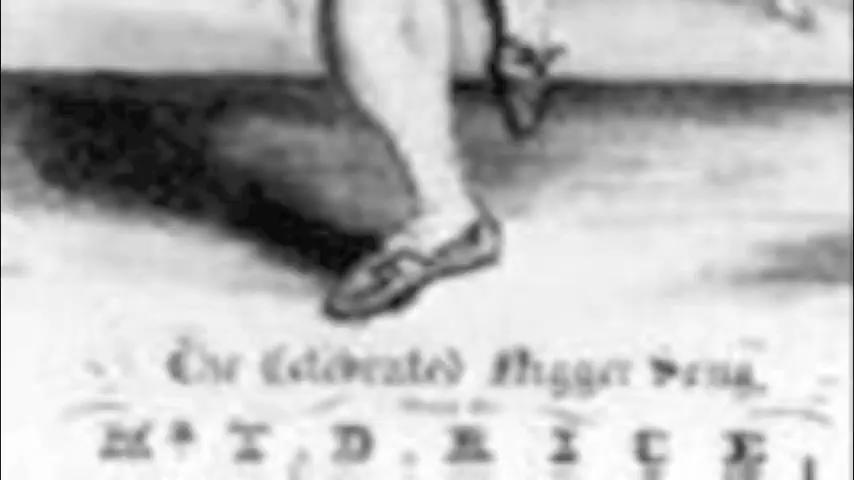 The Celebrated Nigger Song,
Mr. T. D. RICE